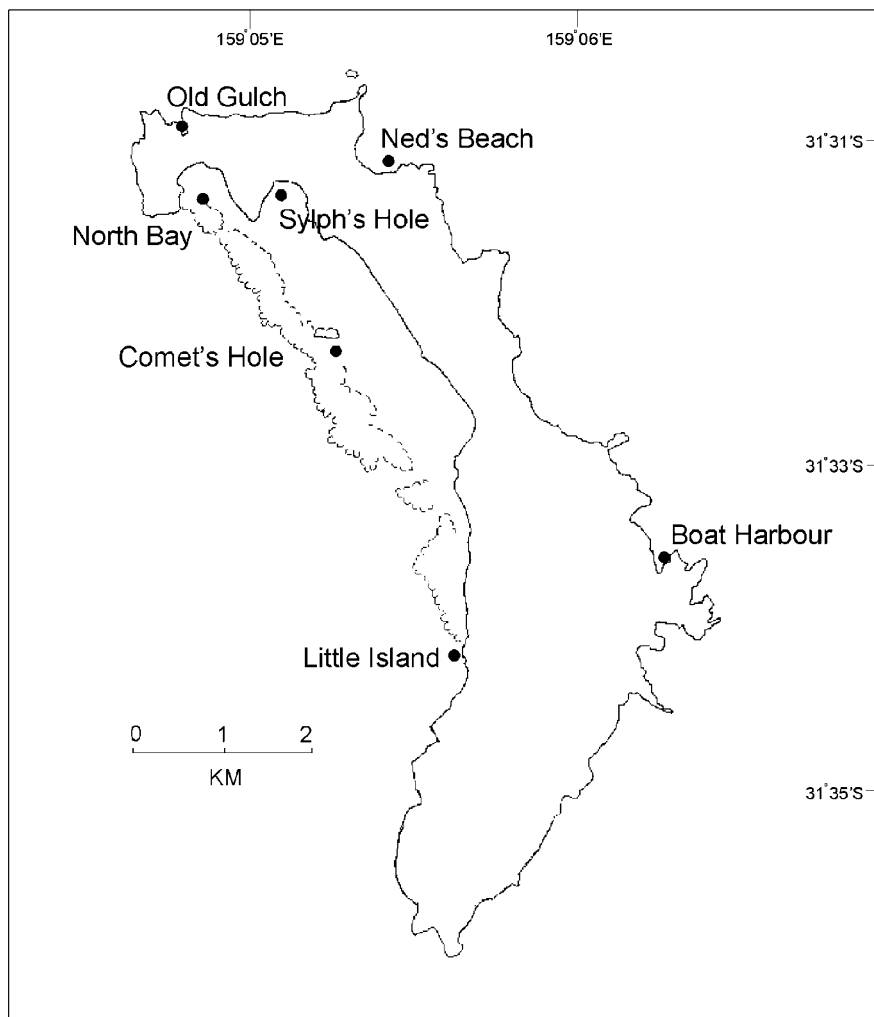 159°05'E
159°06'E
Old Gulch
Ned's Beach
31°31'S
Sylph's Hole
North Bay
Comet's Hole
31°33'S
Boat Harbour
Little Island
0 1 2
KM
31°35'S